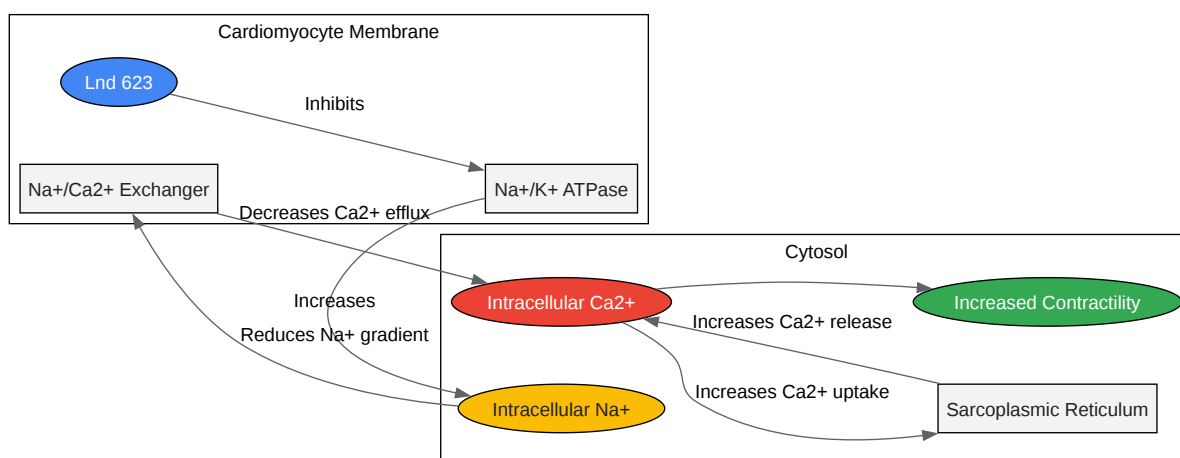 Cardiomyocyte Membrane
Lnd 623
Inhibits
Na+/Ca2+ Exchanger
Na+/K+ ATPase
Decreases Ca2+ efflux
Cytosol
Intracellular Ca2+
Increased Contractility
Increases
Increases Ca2+ release
Reduces Na+ gradient
Increases Ca2+ uptake
Intracellular Na+
Sarcoplasmic Reticulum